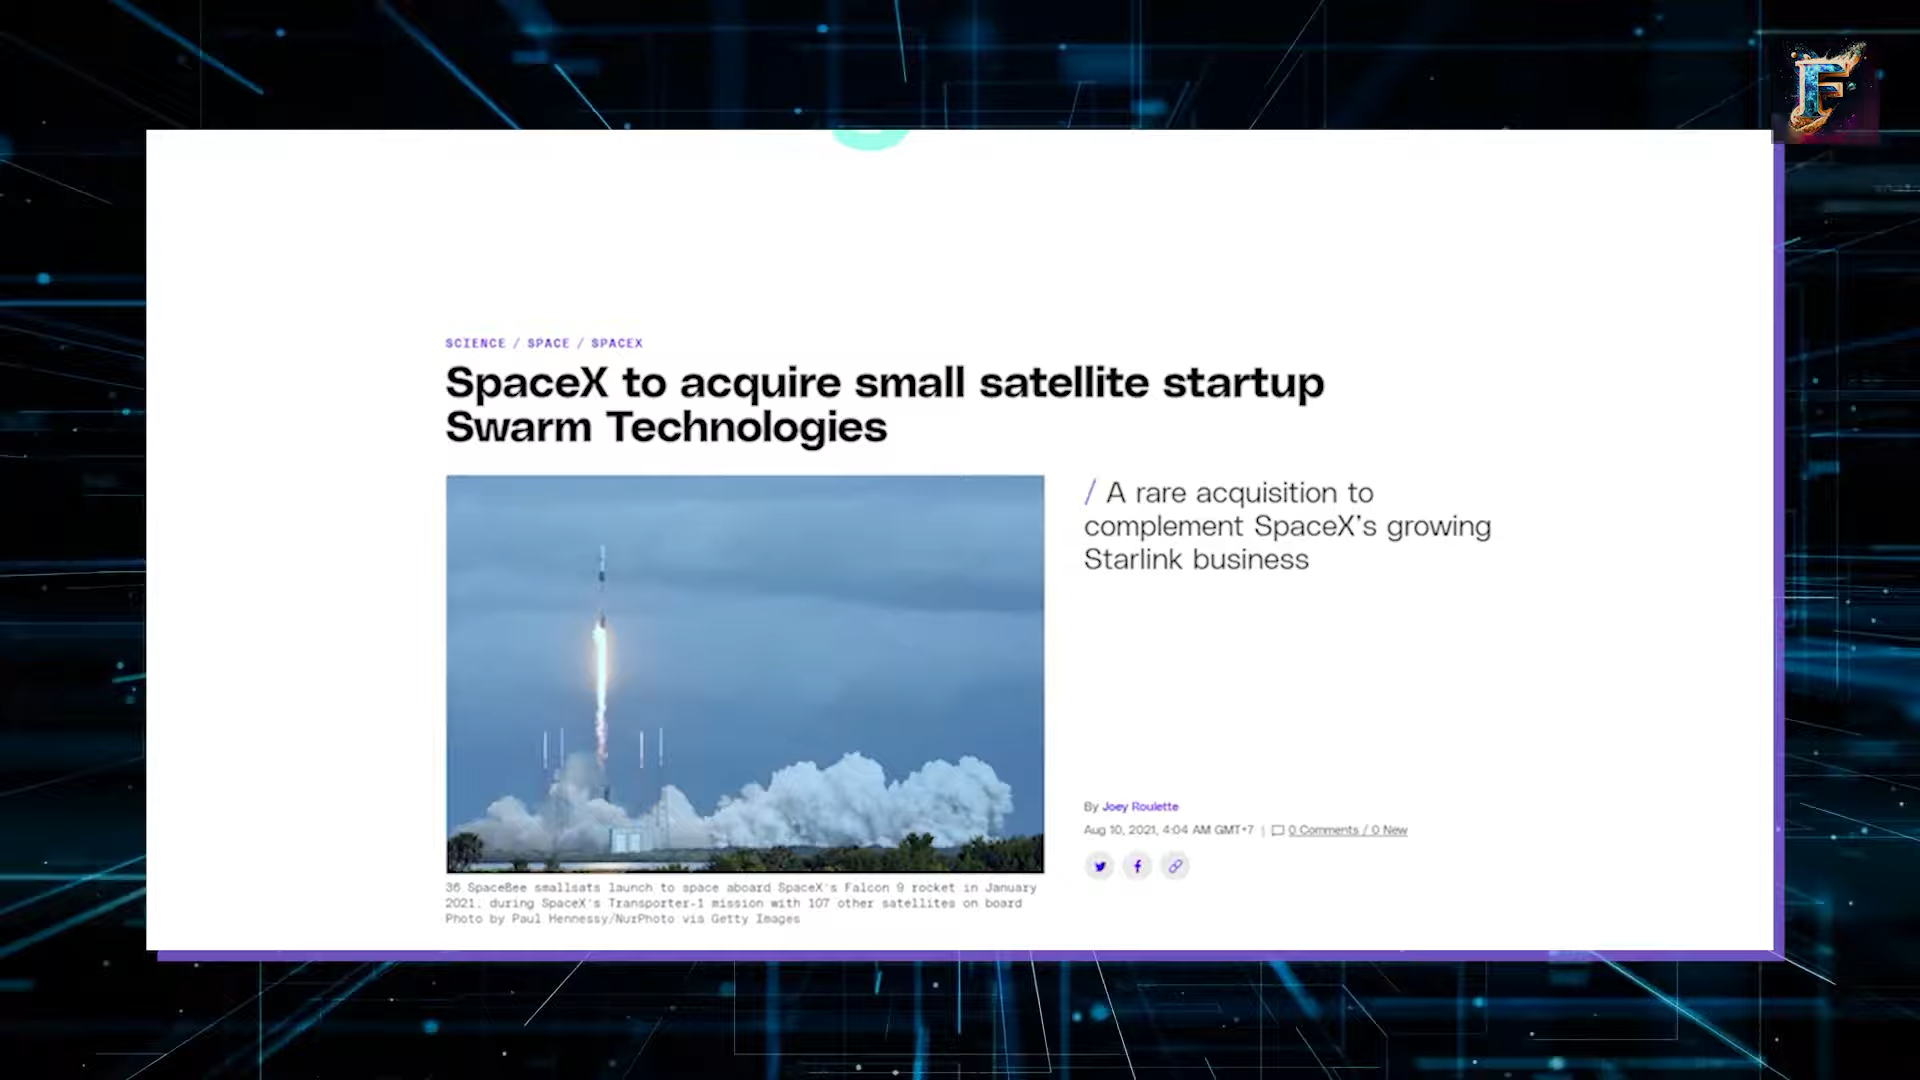 F
SCIENCE / SPACE / SPACEX
SpaceX to acquire small satellite startup
Swarm Technologies
/ A rare acquisition to
complement SpaceX's growing
Starlink business
By Joey Roulette
Aug 10, 2021, 4:04 AM GMT+7 | 0 Comments / 0 New
36 SpaceBee smallsats launch to space aboard SpaceX's Falcon 9 rocket in January
2021, during SpaceX's Transporter-1 mission with 107 other satellites on board
Photo by Paul Hennessy/NurPhoto via Getty Images